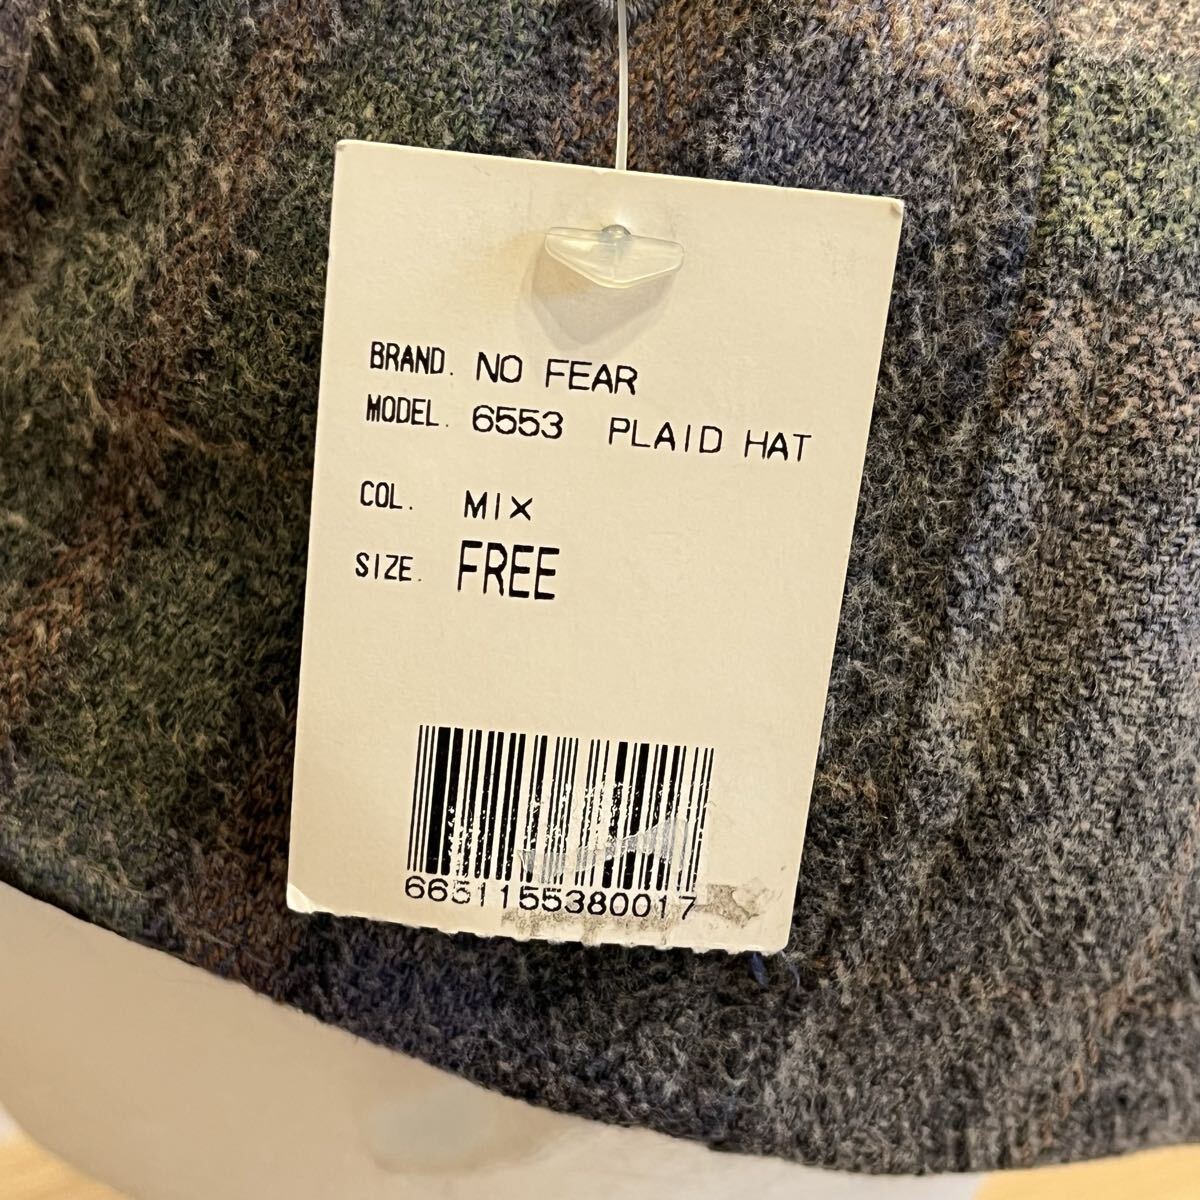 BRAND. NO FEAR
MODEL. 6553 PLAID HAT
COL. MIX
SIZE. FREE
6651155380017